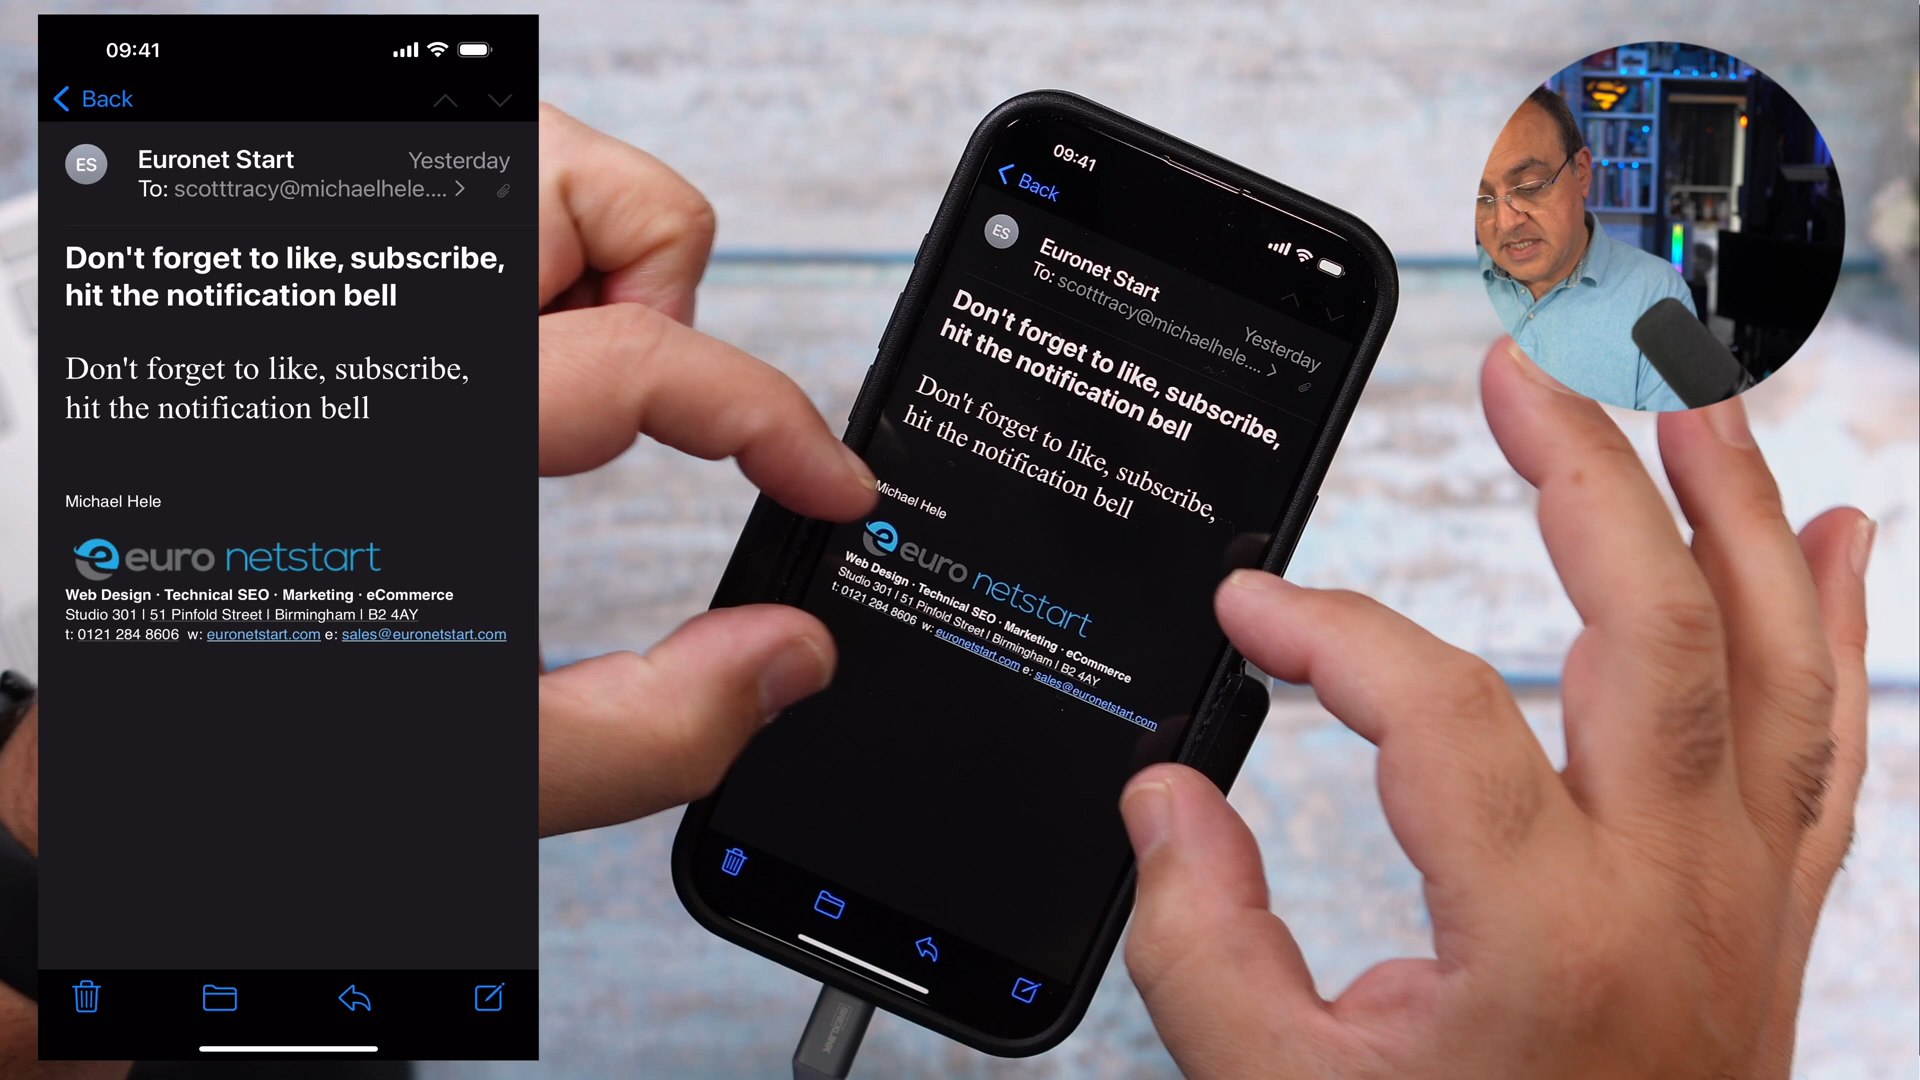 09:41
Back
ES
Euronet Start
Yesterday
To: scotttracy@michaelhele.... >
Don't forget to like, subscribe,
hit the notification bell
Don't forget to like, subscribe,
hit the notification bell
Michael Hele
euro netstart
Web Design · Technical SEO · Marketing · eCommerce
Studio 301 | 51 Pinfold Street | Birmingham | B2 4AY
t: 0121 284 8606 w: euronetstart.com e: sales@euronetstart.com
09:41
Back
ES
Euronet Start
To: scotttracy@michaelhele.... >
Yesterday
Don't forget to like, subscribe,
hit the notification bell
Don't forget to like, subscribe,
hit the notification bell
Michael Hele
euro netstart
Web Design · Technical SEO · Marketing · eCommerce
Studio 301 | 51 Pinfold Street | Birmingham | B2 4AY
t: 0121 284 8606 w: euronetstart.com e: sales@euronetstart.com